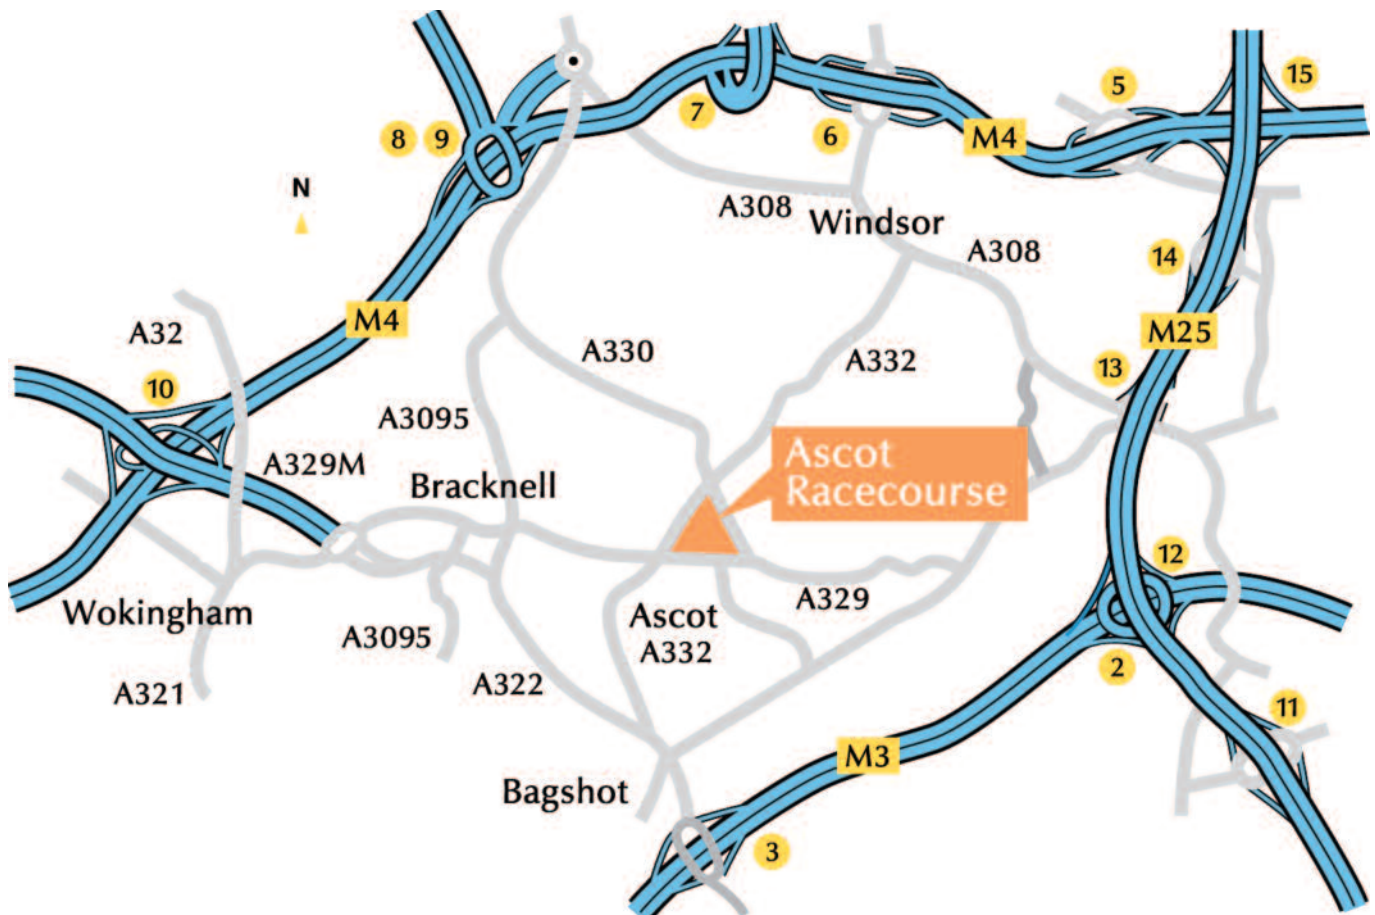 15
5
7
8
9
6
M4
N
A308
Windsor
A308
14
M4
A32
M25
A330
A332
13
10
A3095
A329M
Ascot
Racecourse
Bracknell
12
A329
Wokingham
Ascot
A332
A3095
2
A322
A321
11
M3
Bagshot
3